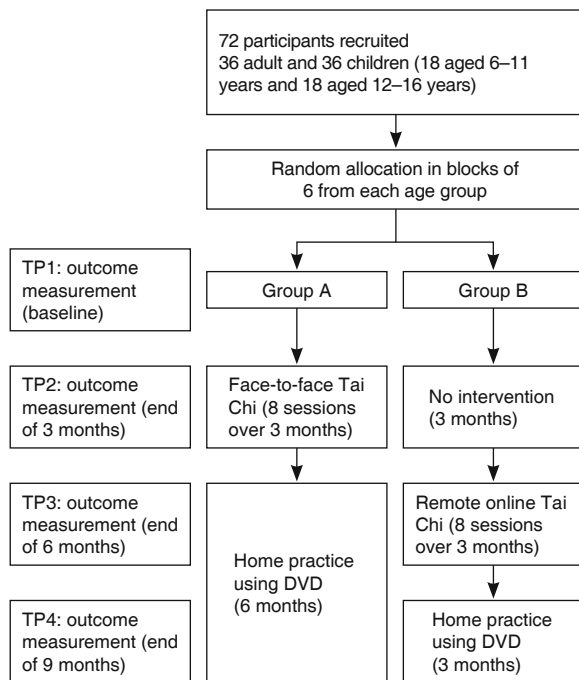 72 participants recruited
36 adult and 36 children (18 aged 6–11
years and 18 aged 12–16 years)
Random allocation in blocks of
6 from each age group
TP1: outcome
measurement
(baseline)
Group A
Group B
TP2: outcome
measurement (end
of 3 months)
Face-to-face Tai
Chi (8 sessions
over 3 months)
No intervention
(3 months)
TP3: outcome
measurement (end
of 6 months)
Remote online Tai
Chi (8 sessions
over 3 months)
Home practice
using DVD
(6 months)
TP4: outcome
measurement (end
of 9 months)
Home practice
using DVD
(3 months)